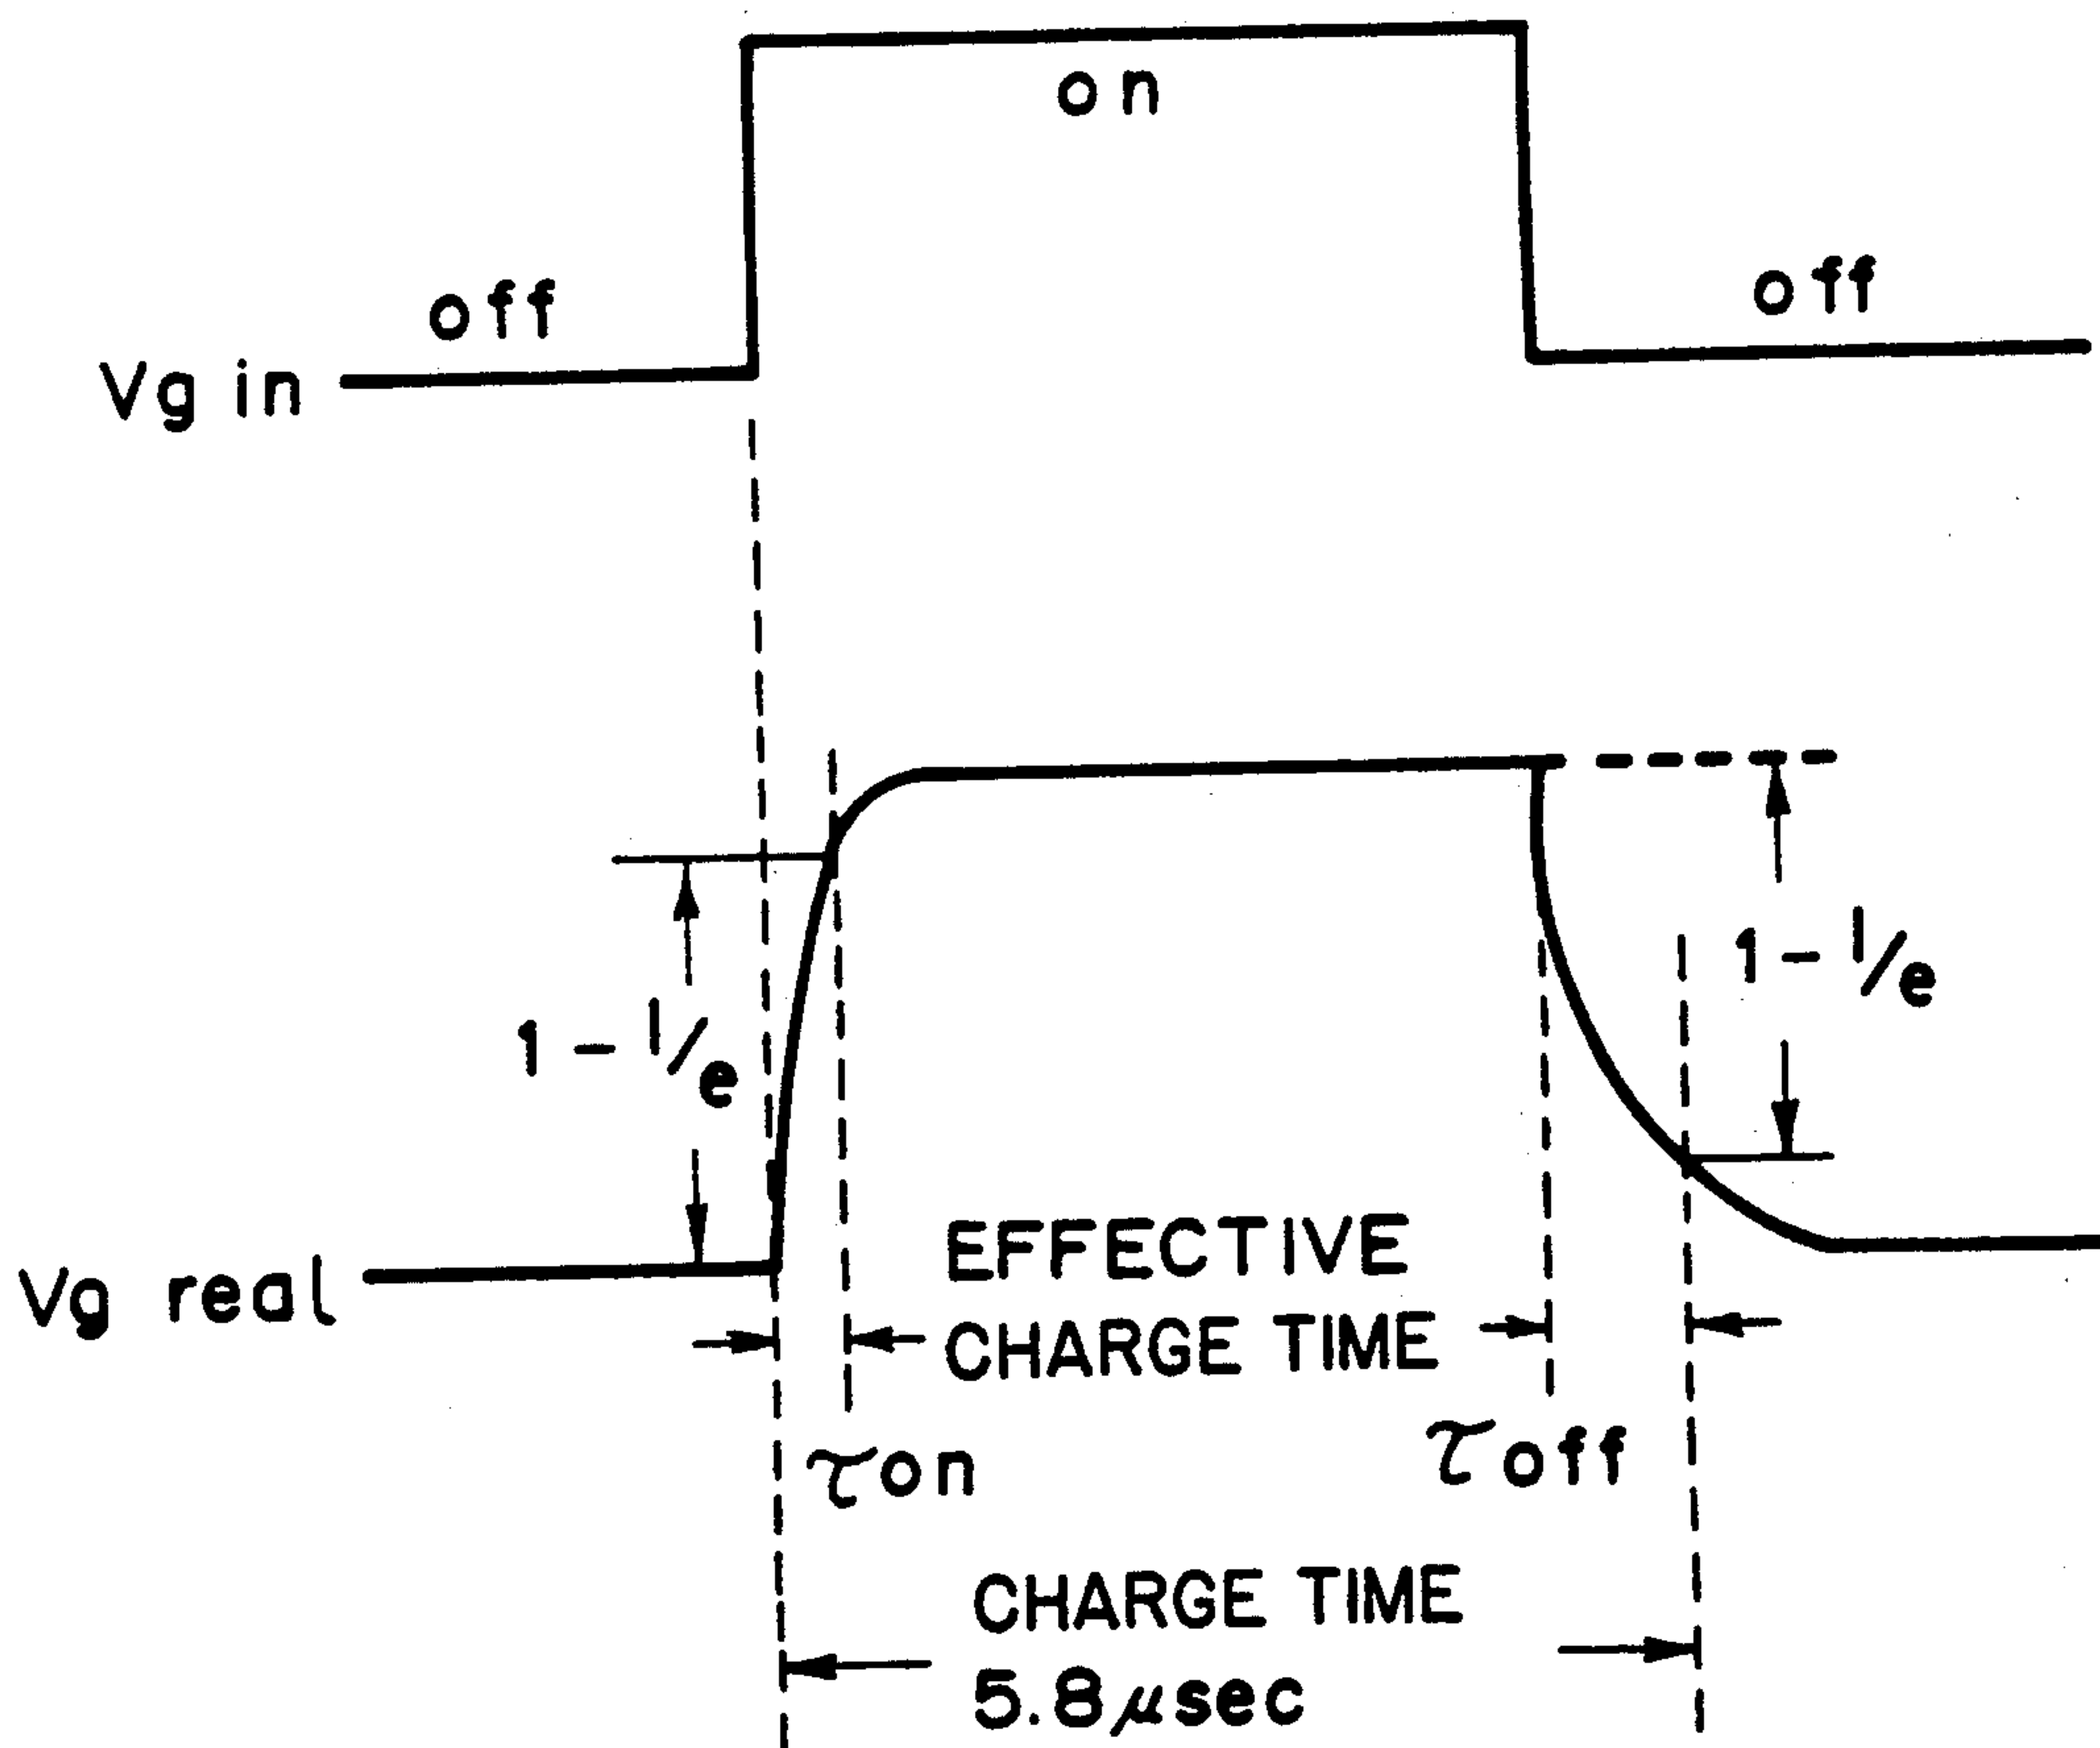 on
off
off
Vg in
1 - 1/e
1 - 1/e
EFFECTIVE
CHARGE TIME
Vg real
τon
τoff
CHARGE TIME
5.8μsec